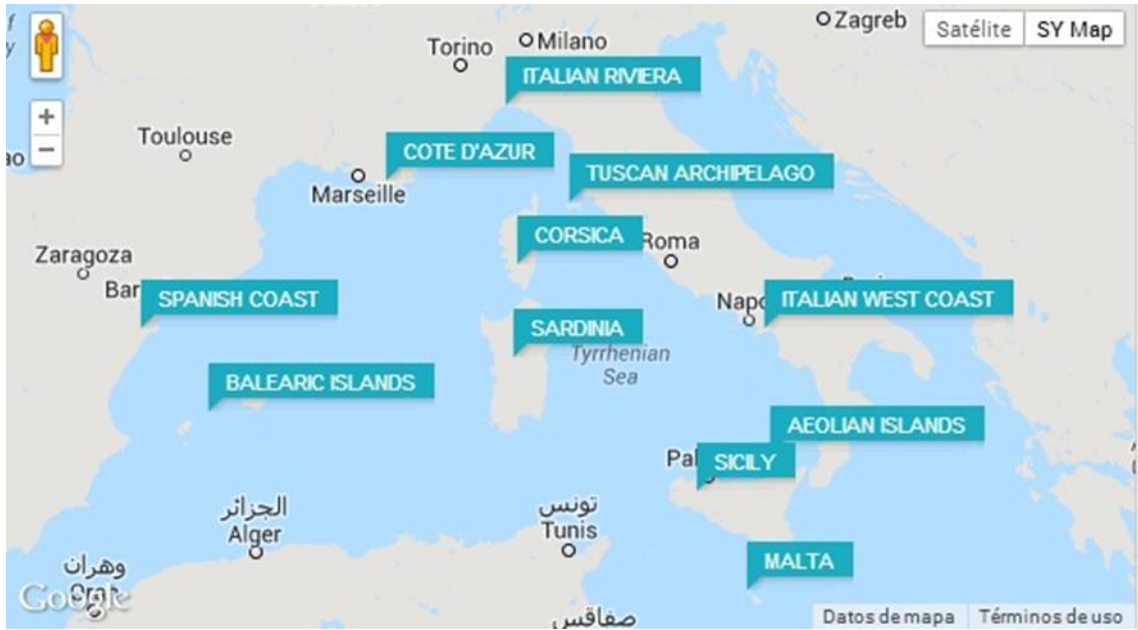 Zagreb
Satélite
SY Map
Torino
Milano
ITALIAN RIVIERA
+
−
Toulouse
COTE D'AZUR
TUSCAN ARCHIPELAGO
Marseille
CORSICA
Roma
Zaragoza
Bar
SPANISH COAST
Napo
ITALIAN WEST COAST
SARDINIA
Tyrrhenian
Sea
BALEARIC ISLANDS
AEOLIAN ISLANDS
Pal
SICILY
الجزائر
Alger
تونس
Tunis
MALTA
وهران
Oran
Google
صفاقس
Datos de mapa
Términos de uso